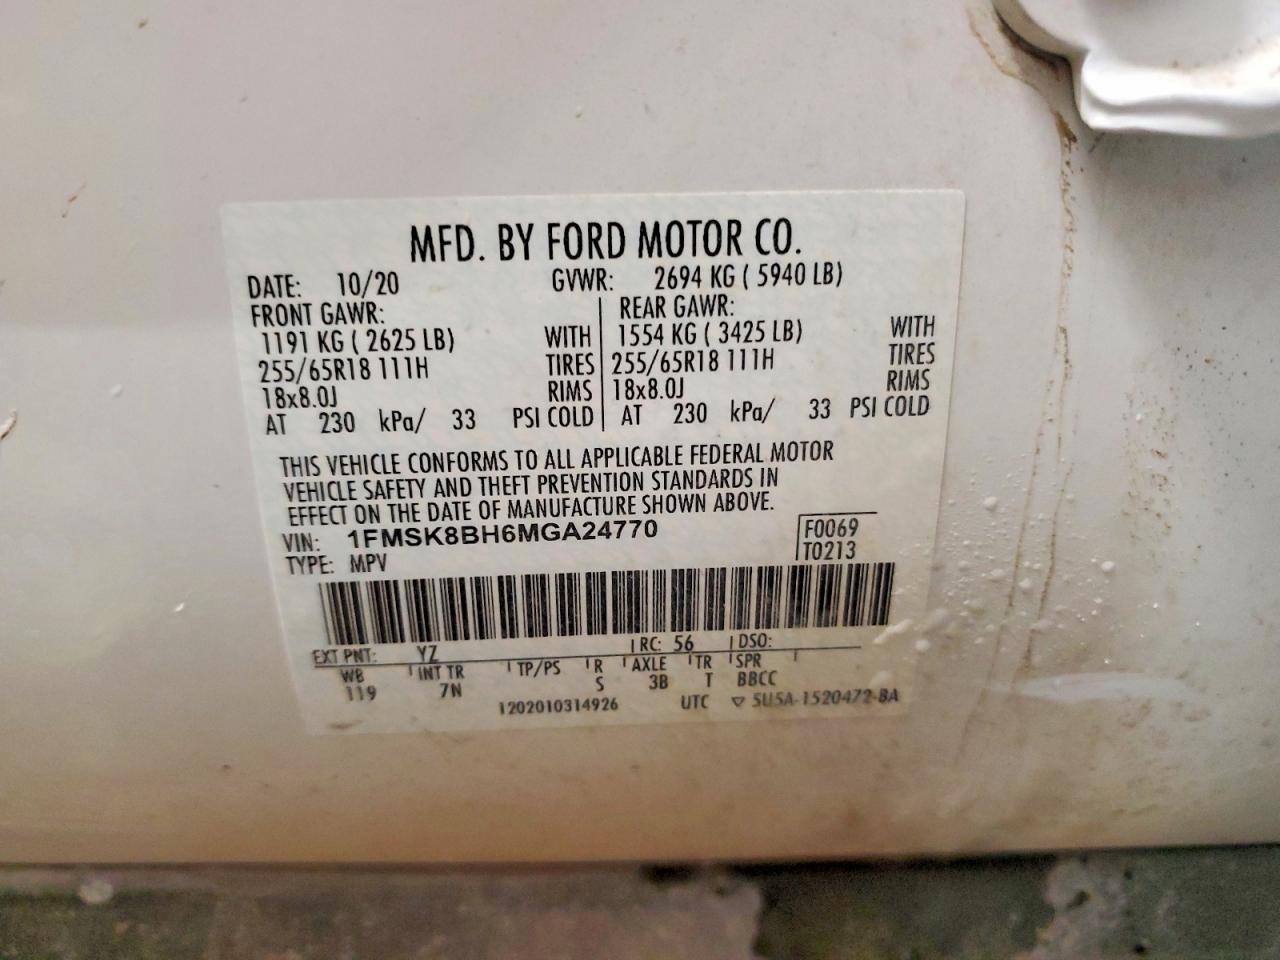 MFD. BY FORD MOTOR CO.
DATE: 10/20 GVWR: 2694 KG ( 5940 LB)
FRONT GAWR: REAR GAWR:
1191 KG ( 2625 LB) WITH 1554 KG ( 3425 LB) WITH
255/65R18 111H TIRES 255/65R18 111H TIRES
18x8.0J RIMS 18x8.0J RIMS
AT 230 kPa/ 33 PSI COLD AT 230 kPa/ 33 PSI COLD
THIS VEHICLE CONFORMS TO ALL APPLICABLE FEDERAL MOTOR
VEHICLE SAFETY AND THEFT PREVENTION STANDARDS IN
EFFECT ON THE DATE OF MANUFACTURE SHOWN ABOVE.
VIN: 1FMSK8BH6MGA24770 F0069
TYPE: MPV T0213
EXT PNT: YZ RC: 56 DSO:
WB INT TR TP/PS R AXLE TR SPR
119 7N S 3B T BBCC
1202010314926 UTC ▽ 5U5A-1520472-BA